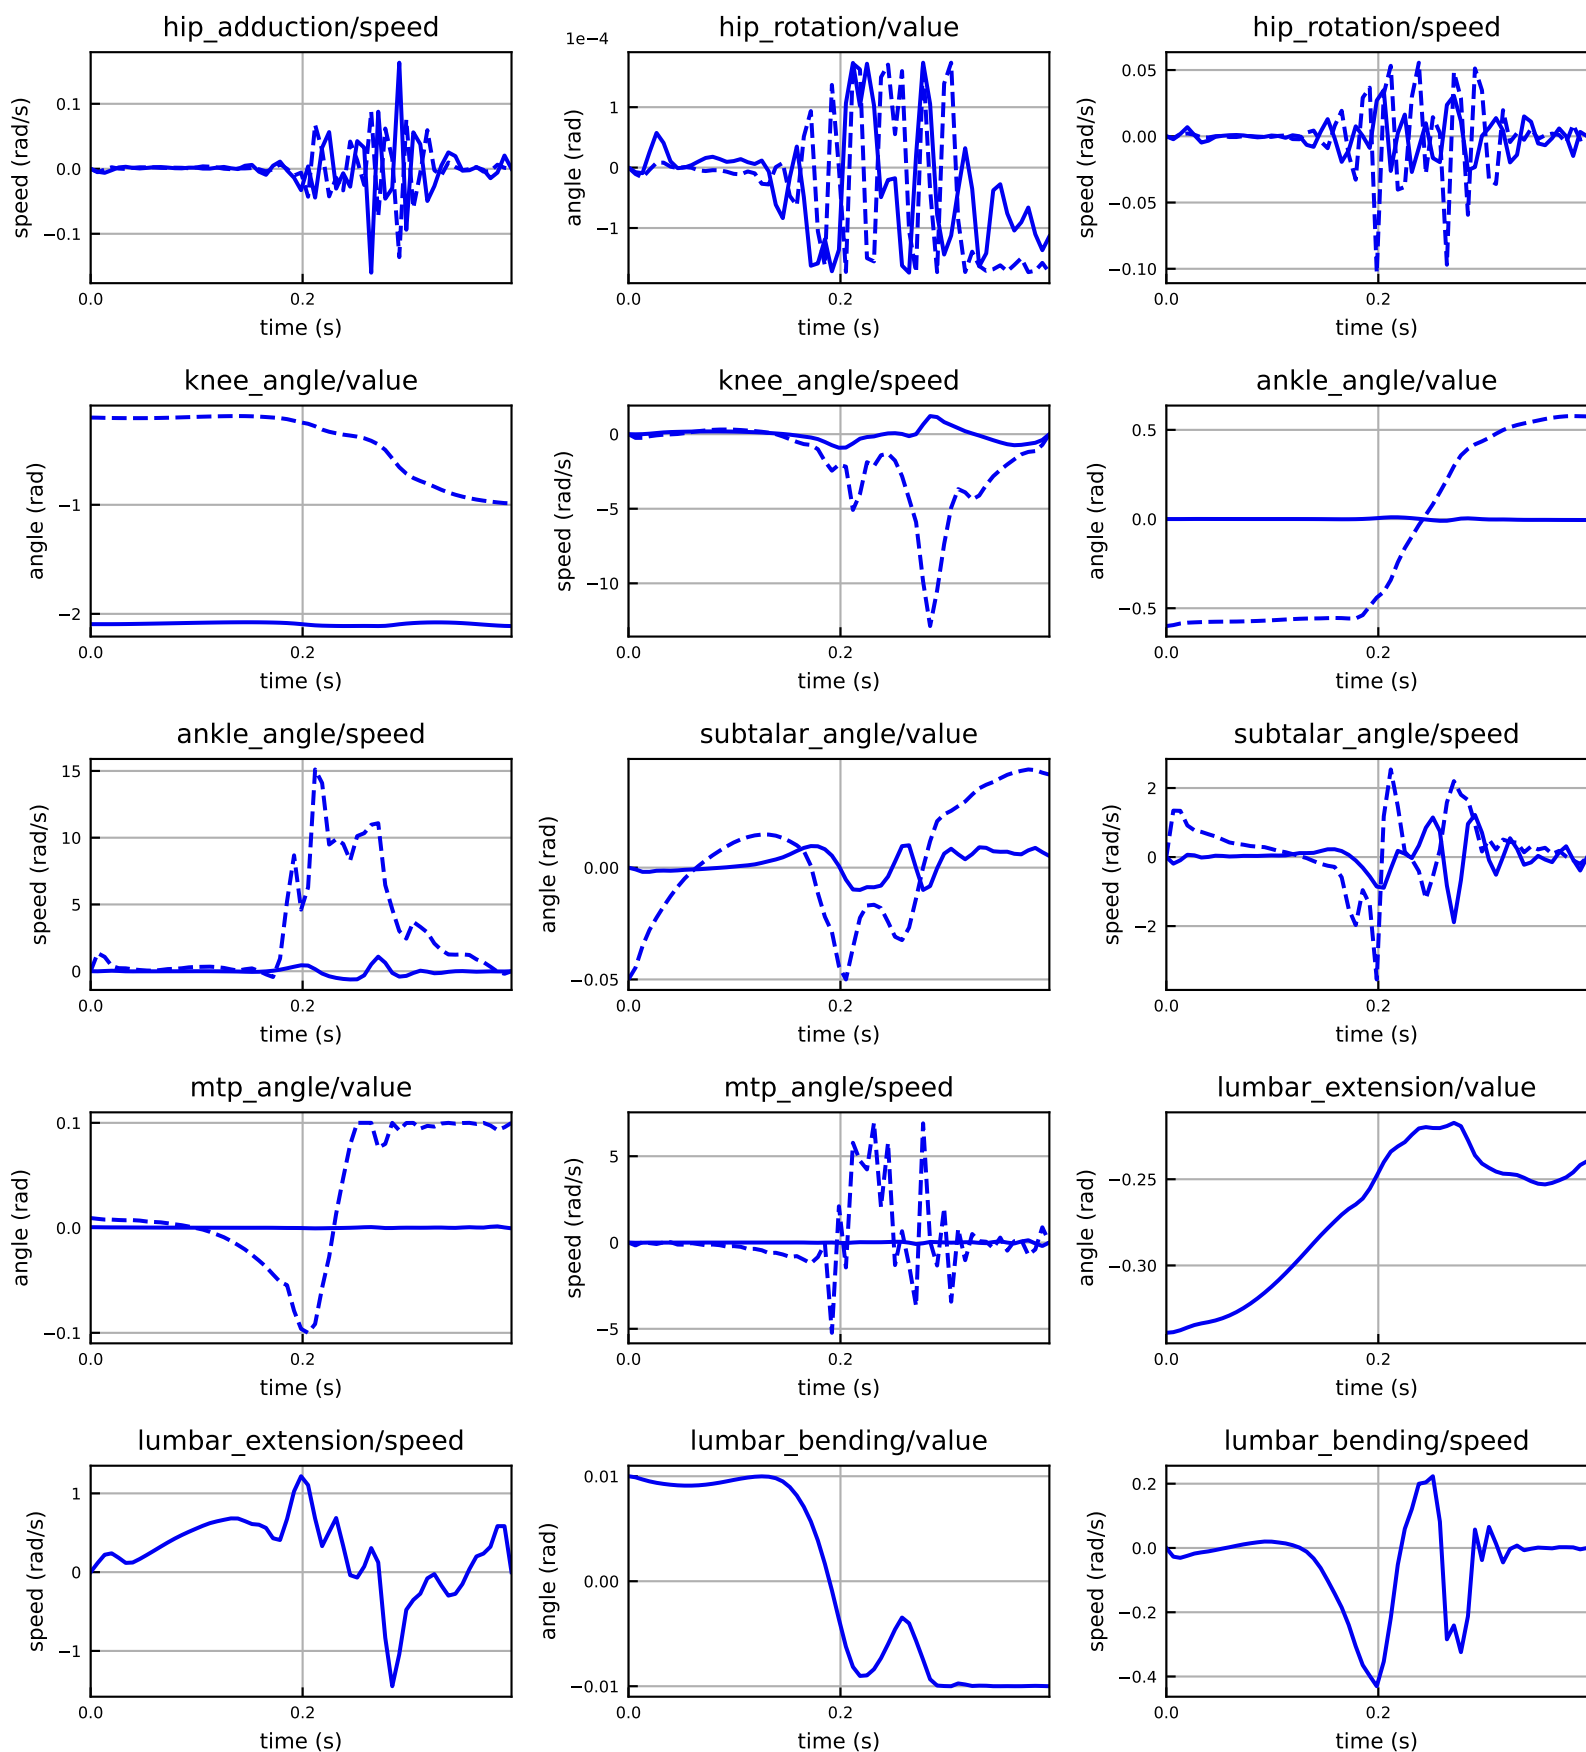 hip_adduction/speed
speed (rad/s)
0.1
0.0
−0.1
0.0
0.2
time (s)
hip_rotation/value
1e−4
angle (rad)
1
0
−1
0.0
0.2
time (s)
hip_rotation/speed
speed (rad/s)
0.05
0.00
−0.05
−0.10
0.0
0.2
time (s)
knee_angle/value
angle (rad)
−1
−2
0.0
0.2
time (s)
knee_angle/speed
speed (rad/s)
0
−5
−10
0.0
0.2
time (s)
ankle_angle/value
angle (rad)
0.5
0.0
−0.5
0.0
0.2
time (s)
ankle_angle/speed
speed (rad/s)
15
10
5
0
0.0
0.2
time (s)
subtalar_angle/value
angle (rad)
0.00
−0.05
0.0
0.2
time (s)
subtalar_angle/speed
speed (rad/s)
2
0
−2
0.0
0.2
time (s)
mtp_angle/value
angle (rad)
0.1
0.0
−0.1
0.0
0.2
time (s)
mtp_angle/speed
speed (rad/s)
5
0
−5
0.0
0.2
time (s)
lumbar_extension/value
angle (rad)
−0.25
−0.30
0.0
0.2
time (s)
lumbar_extension/speed
speed (rad/s)
1
0
−1
0.0
0.2
time (s)
lumbar_bending/value
angle (rad)
0.01
0.00
−0.01
0.0
0.2
time (s)
lumbar_bending/speed
speed (rad/s)
0.2
0.0
−0.2
−0.4
0.0
0.2
time (s)